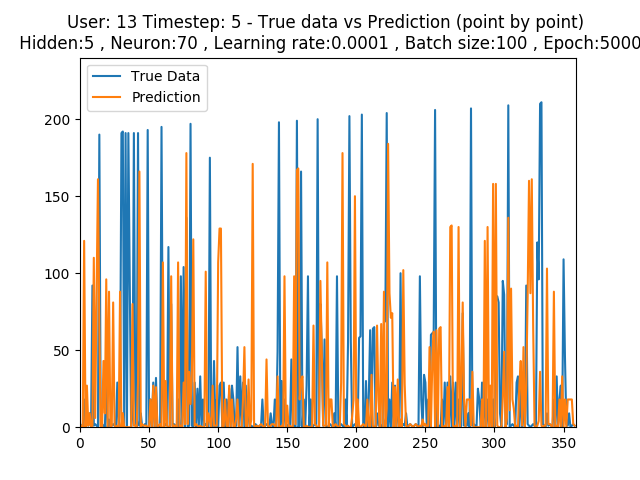 User: 13 Timestep: 5 - True data vs Prediction (point by point)
Hidden:5 , Neuron:70 , Learning rate:0.0001 , Batch size:100 , Epoch:5000
True Data
Prediction
200
150
100
50
0
0 50 100 150 200 250 300 350